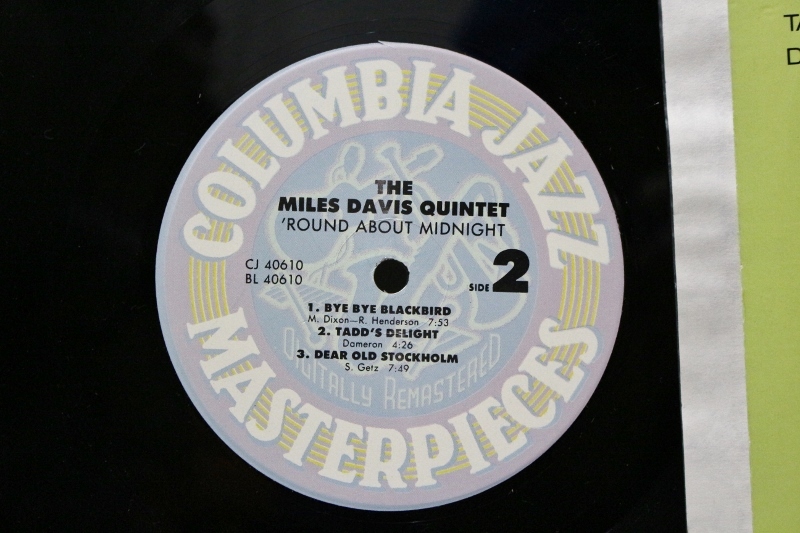 COLUMBIA JAZZ
THE
MILES DAVIS QUINTET
'ROUND ABOUT MIDNIGHT
CJ 40610
BL 40610
SIDE 2
1. BYE BYE BLACKBIRD
M. Dixon—R. Henderson 7:53
2. TADD'S DELIGHT
Dameron 4:26
3. DEAR OLD STOCKHOLM
S. Getz 7:49
DIGITALLY REMASTERED
MASTERPIECES